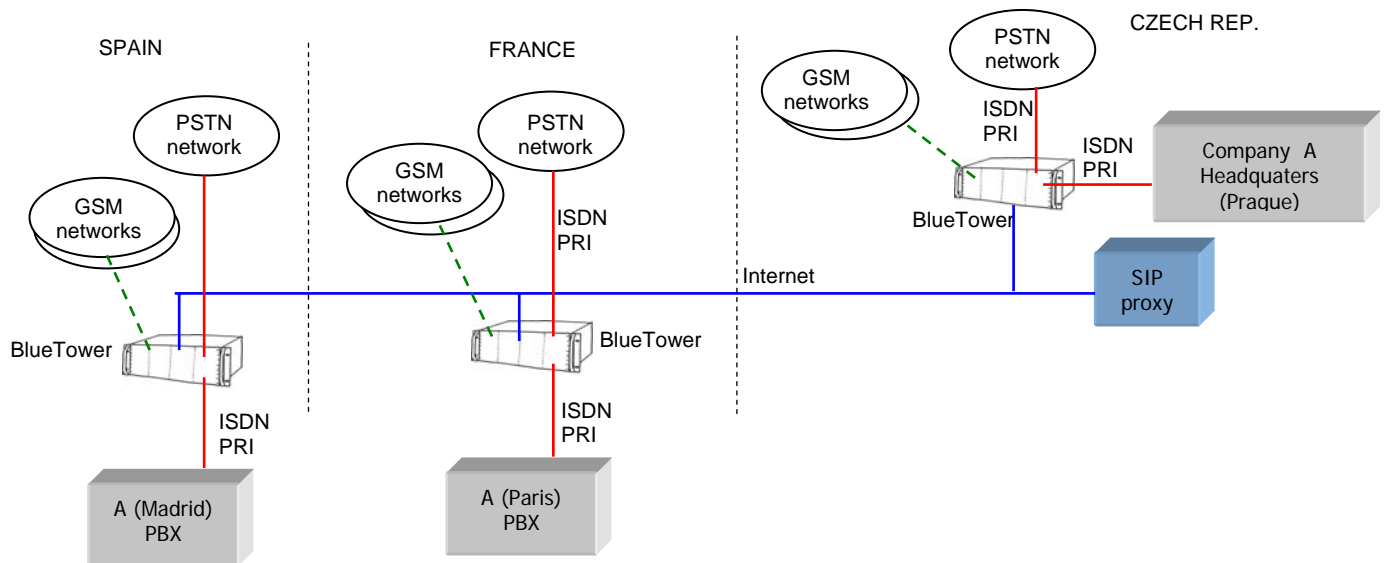 SPAIN
PSTN
network
GSM
networks
BlueTower
ISDN
PRI
A (Madrid)
PBX
FRANCE
PSTN
network
GSM
networks
ISDN
PRI
BlueTower
ISDN
PRI
A (Paris)
PBX
CZECH REP.
PSTN
network
GSM
networks
ISDN
PRI
ISDN
PRI
BlueTower
Company A
Headquaters
(Prague)
Internet
SIP
proxy